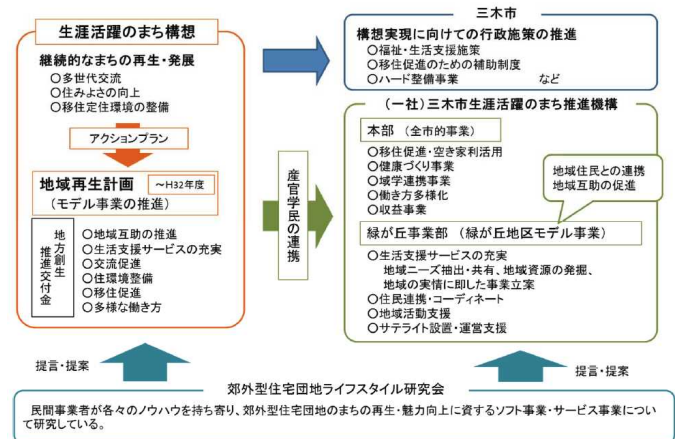 生涯活躍のまち構想
継続的なまちの再生・発展
○多世代交流
○住みよさの向上
○移住定住環境の整備
アクションプラン
地域再生計画
～H32年度
(モデル事業の推進)
地方創生
推進交付金
○地域互助の推進
○生活支援サービスの充実
○交流促進
○住環境整備
○移住促進
○多様な働き方
産官学民の連携
三木市
構想実現に向けての行政施策の推進
○福祉・生活支援施策
○移住促進のための補助制度
○ハード整備事業 など
(一社)三木市生涯活躍のまち推進機構
本部 (全市的事業)
○移住促進・空き家利活用
○健康づくり事業
○域学連携事業
○働き方多様化
○収益事業
地域住民との連携
地域互助の促進
緑が丘事業部 (緑が丘地区モデル事業)
○生活支援サービスの充実
地域ニーズ抽出・共有、地域資源の発掘、
地域の実情に即した事業立案
○住民連携・コーディネート
○地域活動支援
○サテライト設置・運営支援
提言・提案
提言・提案
郊外型住宅団地ライフスタイル研究会
民間事業者が各々のノウハウを持ち寄り、郊外型住宅団地のまちの再生・魅力向上に資するソフト事業・サービス事業につい
て研究している。